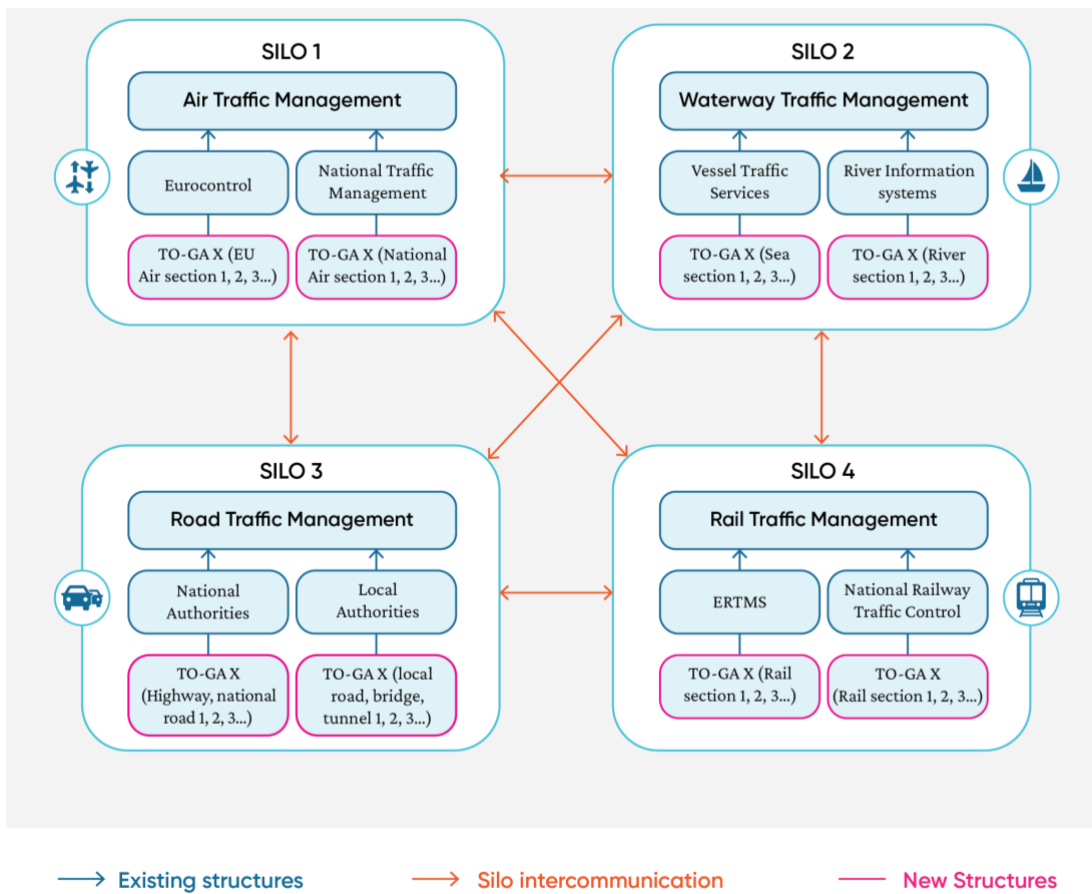 SILO 1
Air Traffic Management
Eurocontrol
National Traffic
Management
TO-GA X (EU
Air section 1, 2, 3...)
TO-GA X (National
Air section 1, 2, 3...)
SILO 2
Waterway Traffic Management
Vessel Traffic
Services
River Information
systems
TO-GA X (Sea
section 1, 2, 3...)
TO-GA X (River
section 1, 2, 3...)
SILO 3
Road Traffic Management
National
Authorities
Local
Authorities
TO-GA X
(Highway, national
road 1, 2, 3...)
TO-GA X (local
road, bridge,
tunnel 1, 2, 3...)
SILO 4
Rail Traffic Management
ERTMS
National Railway
Traffic Control
TO-GA X (Rail
section 1, 2, 3...)
TO-GA X
(Rail section 1, 2, 3...)
Existing structures
Silo intercommunication
New Structures